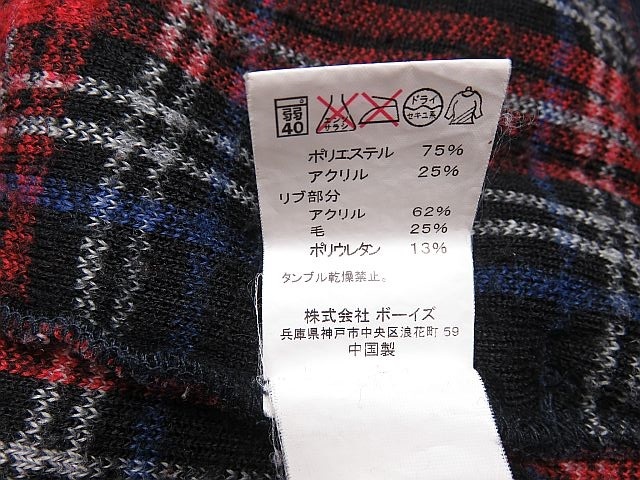 弱 40 エンソ サラシ ドライ セキユ系
ポリエステル 75%
アクリル 25%
リブ部分
アクリル 62%
毛 25%
ポリウレタン 13%
タンブル乾燥禁止。
株式会社 ボーイズ
兵庫県神戸市中央区浪花町 59
中国製